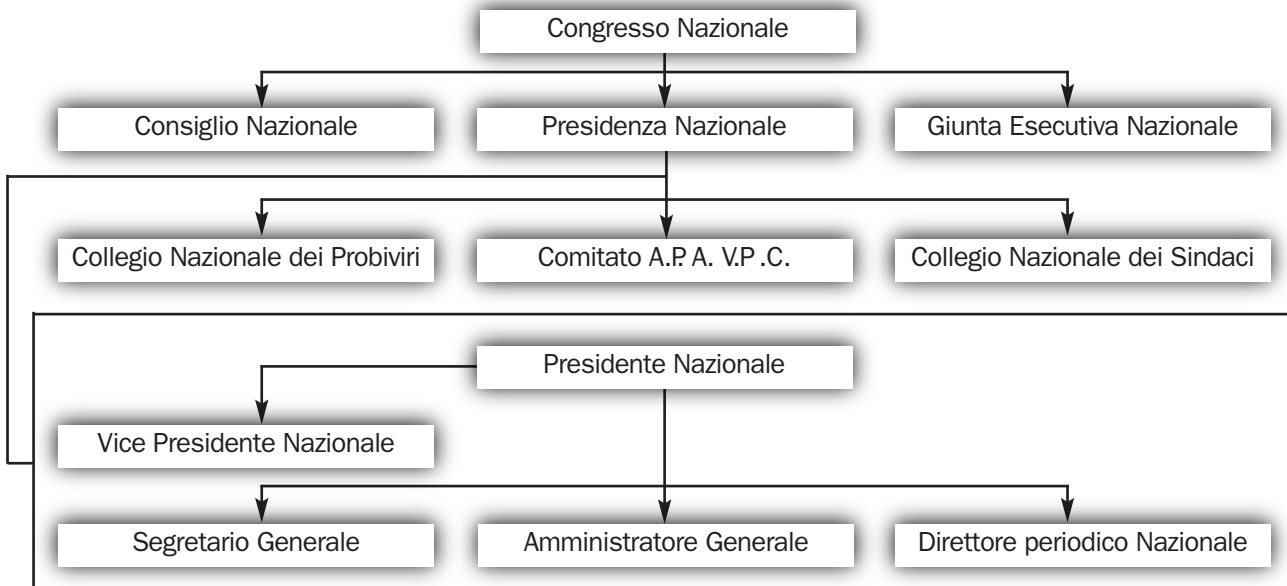 Congresso Nazionale
Consiglio Nazionale
Presidenza Nazionale
Giunta Esecutiva Nazionale
Collegio Nazionale dei Probiviri
Comitato A.P. A. V.P .C.
Collegio Nazionale dei Sindaci
Presidente Nazionale
Vice Presidente Nazionale
Segretario Generale
Amministratore Generale
Direttore periodico Nazionale